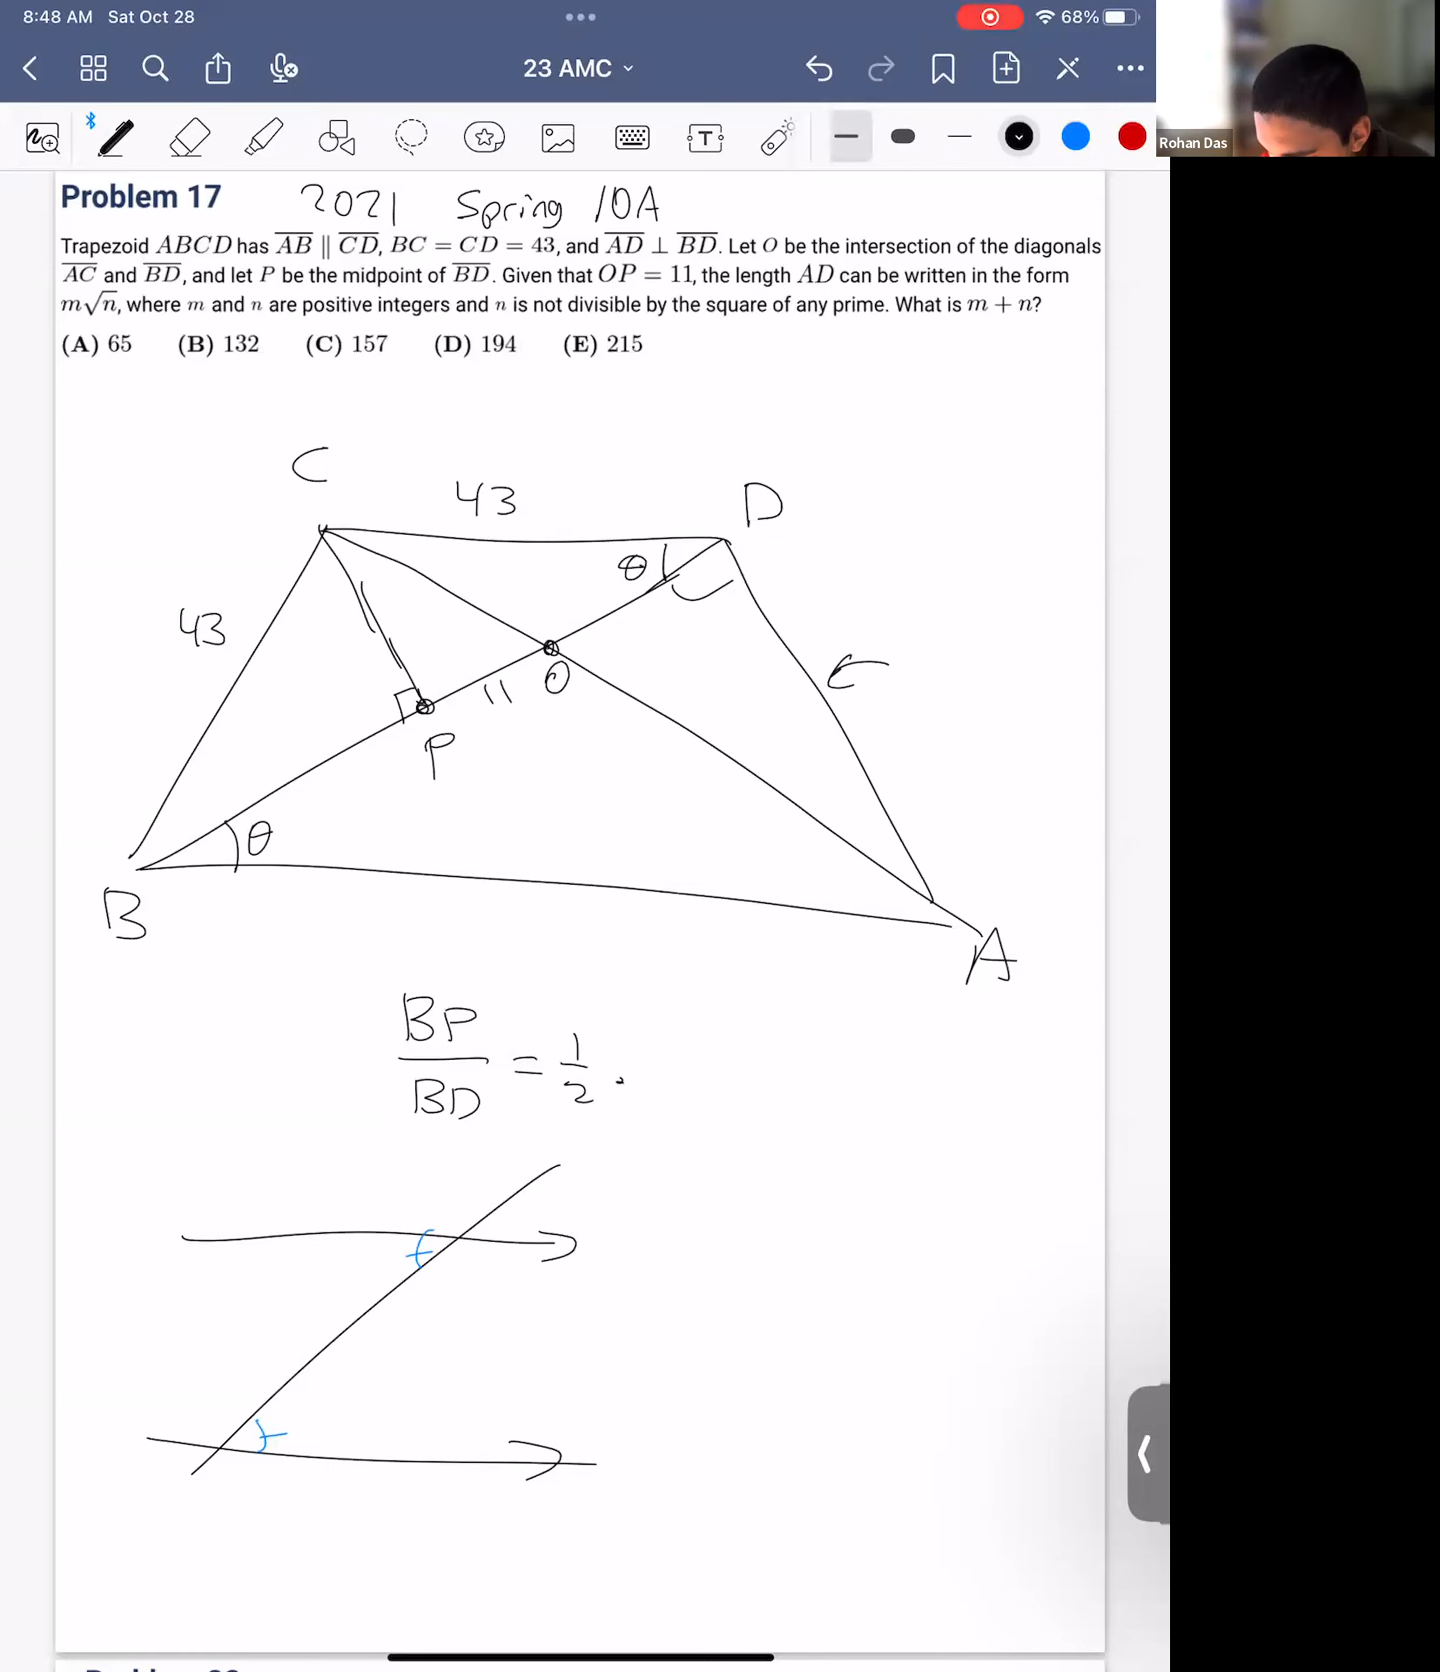 8:48 AM Sat Oct 28
68%
23 AMC
Rohan Das
Problem 17 2021 Spring 10A
Trapezoid ABCD has AB ∥ CD, BC = CD = 43, and AD ⊥ BD. Let O be the intersection of the diagonals
AC and BD, and let P be the midpoint of BD. Given that OP = 11, the length AD can be written in the form
m√n, where m and n are positive integers and n is not divisible by the square of any prime. What is m + n?
(A) 65 (B) 132 (C) 157 (D) 194 (E) 215
C
43
D
θ
43
O
11
P
θ
B
A
BP/BD = 1/2 .